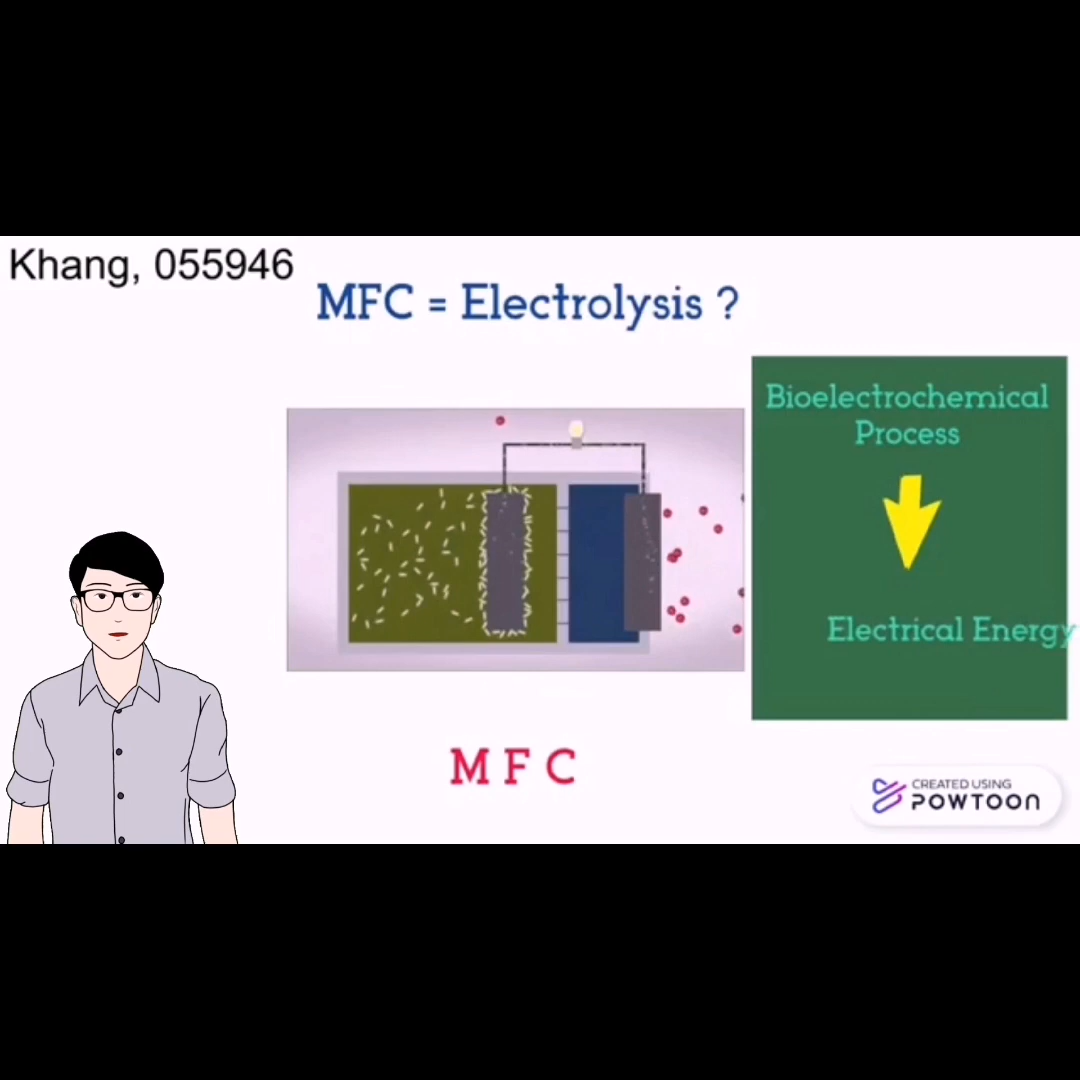 Khang, 055946
MFC = Electrolysis ?
Bioelectrochemical
Process
Electrical Energy
M F C
CREATED USING
POWTOON